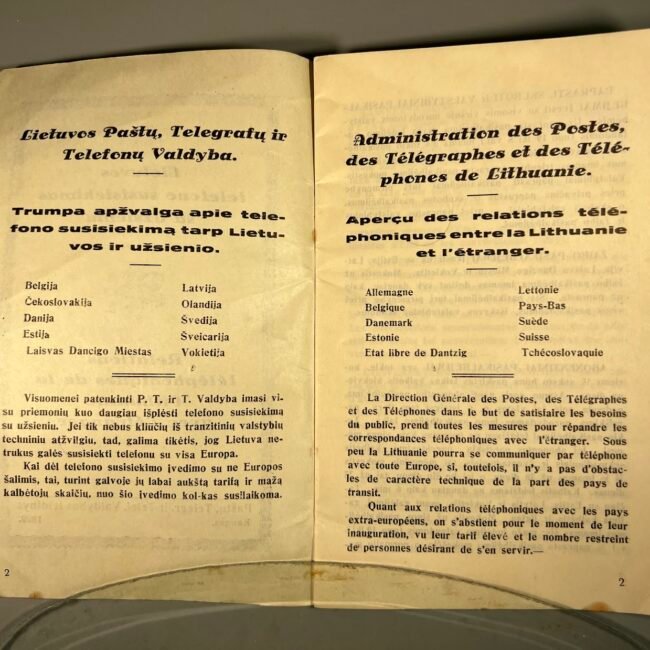 Lietuvos Paštų, Telegrafų ir
Telefonų Valdyba.
Trumpa apžvalga apie tele-
fono susisiekimą tarp Lietu-
vos ir užsienio.
Belgija
Čekoslovakija
Danija
Estija
Laisvas Dancigo Miestas
Latvija
Olandija
Švedija
Šveicarija
Vokietija
Visuomenei patenkinti P. T. ir T. Valdyba imasi vi-
su priemonių kuo daugiau išplėsti telefono susisiekimą
su užsieniu. Jei tik nebus kliūčių iš tranzitinių valstybių
techniniu atžvilgiu, tad, galima tikėtis, jog Lietuva ne-
trukus galės susisiekti telefonu su visa Europa.
Kai dėl telefono susisiekimo įvedimo su ne Europos
šalimis, tai, turint galvoje jų labai aukštą tarifą ir mažą
kalbėtojų skaičių, nuo šio įvedimo kol-kas susilaikoma.
2
Administration des Postes,
des Télégraphes et des Télé-
phones de Lithuanie.
Aperçu des relations télé-
phoniques entre la Lithuanie
et l'étranger.
Allemagne
Belgique
Danemark
Estonie
Etat libre de Dantzig
Lettonie
Pays-Bas
Suède
Suisse
Tchécoslovaquie
La Direction Générale des Postes, des Télégraphes
et des Téléphones dans le but de satisiaire les besoins
du public, prend toutes les mesures pour répandre les
correspondances téléphoniques avec l'étranger. Sous
peu la Lithuanie pourra se communiquer par téléphone
avec toute Europe, si, toutefois, il n'y a pas d'obstac-
les de caractère technique de la part des pays de
transit.
Quant aux relations téléphoniques avec les pays
extra-européens, on s'abstient pour le moment de leur
inauguration, vu leur tarif élevé et le nombre restreint
de personnes désirant de s'en servir.—
2